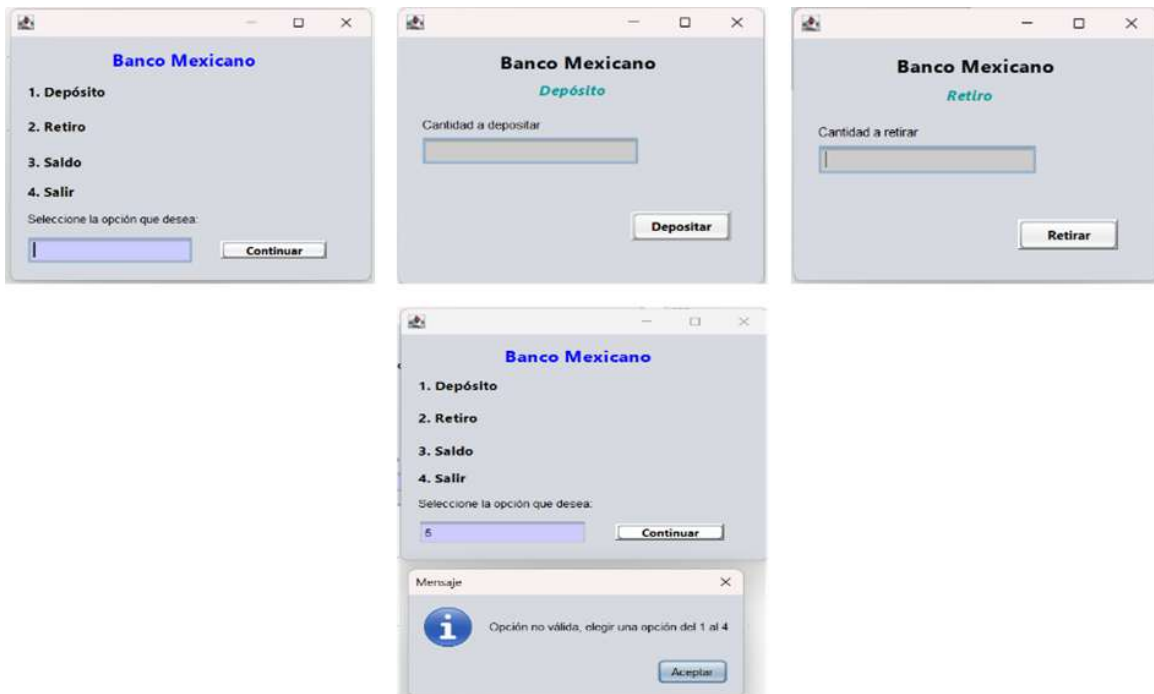 Banco Mexicano
1. Depósito
2. Retiro
3. Saldo
4. Salir
Seleccione la opción que desea:
Continuar
Banco Mexicano
Depósito
Cantidad a depositar
Depositar
Banco Mexicano
Retiro
Cantidad a retirar
Retirar
Banco Mexicano
1. Depósito
2. Retiro
3. Saldo
4. Salir
Seleccione la opción que desea:
5 Continuar
Mensaje
Opción no válida, elegir una opción del 1 al 4
Aceptar